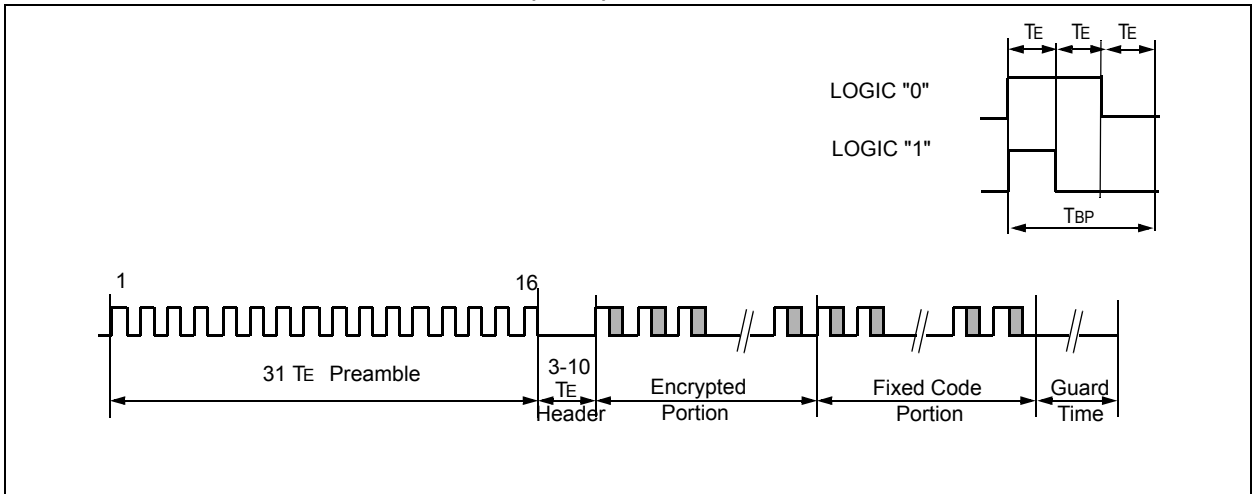 TE TE TE
LOGIC "0"
LOGIC "1"
TBP
1 16
31 TE Preamble
3-10
TE
Header
Encrypted
Portion
Fixed Code
Portion
Guard
Time